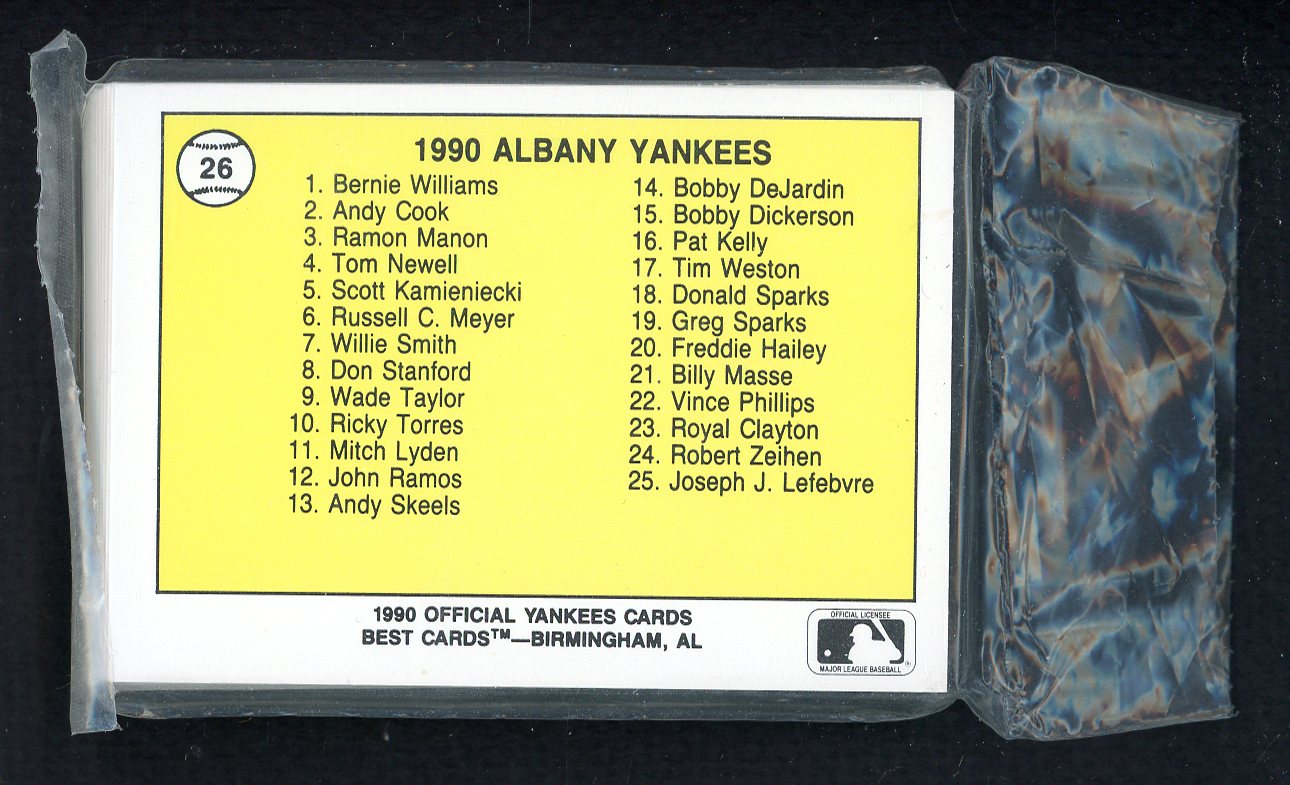 26
1990 ALBANY YANKEES
1. Bernie Williams
2. Andy Cook
3. Ramon Manon
4. Tom Newell
5. Scott Kamieniecki
6. Russell C. Meyer
7. Willie Smith
8. Don Stanford
9. Wade Taylor
10. Ricky Torres
11. Mitch Lyden
12. John Ramos
13. Andy Skeels
14. Bobby DeJardin
15. Bobby Dickerson
16. Pat Kelly
17. Tim Weston
18. Donald Sparks
19. Greg Sparks
20. Freddie Hailey
21. Billy Masse
22. Vince Phillips
23. Royal Clayton
24. Robert Zeihen
25. Joseph J. Lefebvre
1990 OFFICIAL YANKEES CARDS
BEST CARDS™—BIRMINGHAM, AL
OFFICIAL LICENSEE
MAJOR LEAGUE BASEBALL®